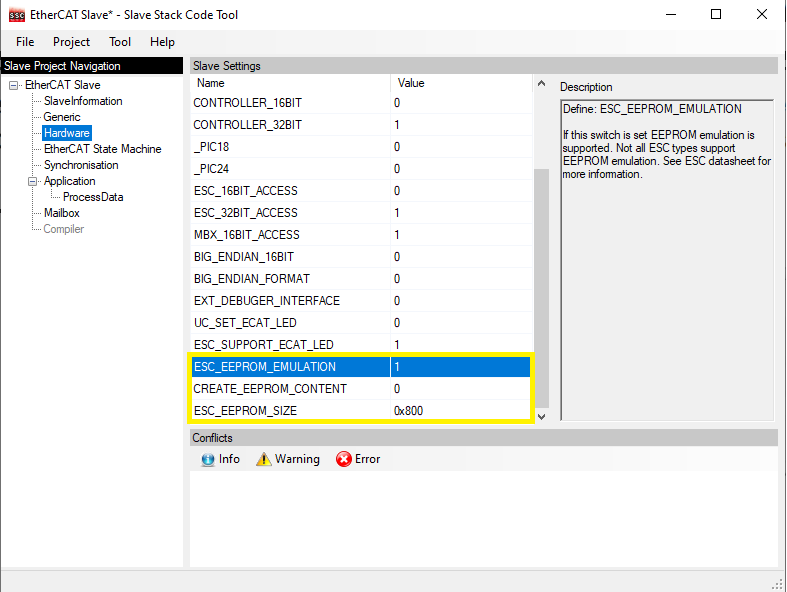 SSC EtherCAT Slave* - Slave Stack Code Tool
File Project Tool Help
Slave Project Navigation
EtherCAT Slave
SlaveInformation
Generic
Hardware
EtherCAT State Machine
Synchronisation
Application
ProcessData
Mailbox
Compiler
Slave Settings
Name Value
CONTROLLER_16BIT 0
CONTROLLER_32BIT 1
_PIC18 0
_PIC24 0
ESC_16BIT_ACCESS 0
ESC_32BIT_ACCESS 1
MBX_16BIT_ACCESS 1
BIG_ENDIAN_16BIT 0
BIG_ENDIAN_FORMAT 0
EXT_DEBUGER_INTERFACE 0
UC_SET_ECAT_LED 0
ESC_SUPPORT_ECAT_LED 1
ESC_EEPROM_EMULATION 1
CREATE_EEPROM_CONTENT 0
ESC_EEPROM_SIZE 0x800
Description
Define: ESC_EEPROM_EMULATION
If this switch is set EEPROM emulation is
supported. Not all ESC types support
EEPROM emulation. See ESC datasheet for
more information.
Conflicts
Info Warning Error